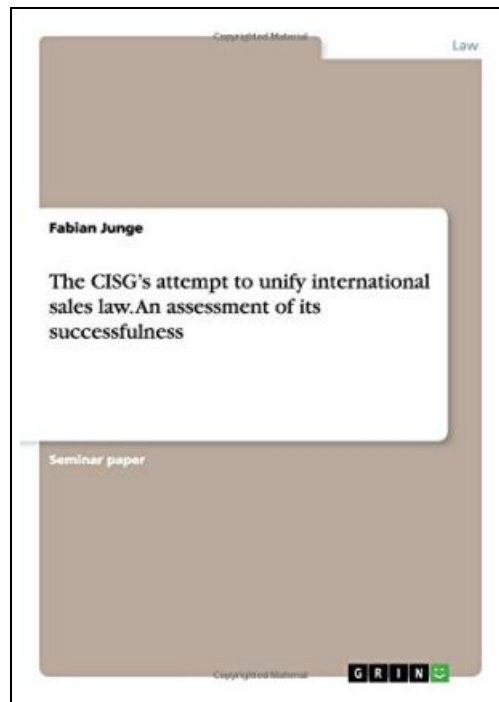 Copyrighted Material
Law
Fabian Junge
The CISG's attempt to unify international
sales law. An assessment of its
successfulness
Seminar paper
Copyrighted Material
GRIN